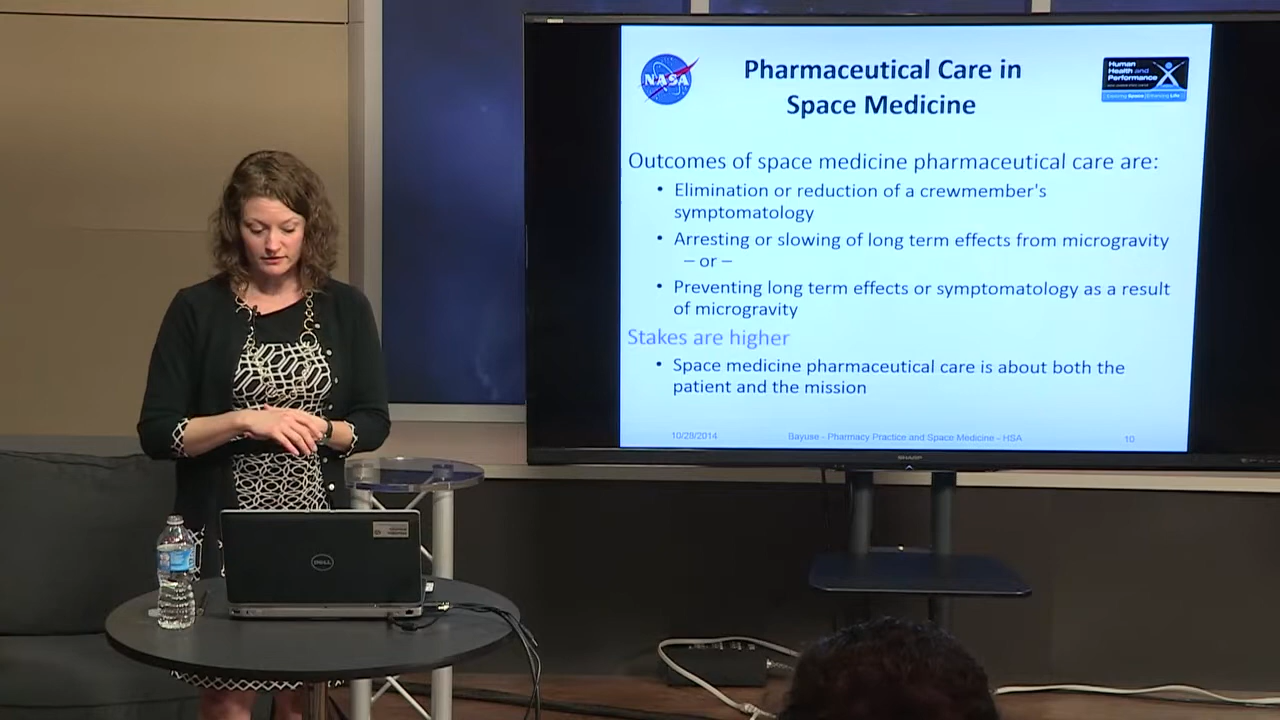 NASA
Pharmaceutical Care in
Space Medicine
Human
Health and
Performance
Outcomes of space medicine pharmaceutical care are:
• Elimination or reduction of a crewmember's
symptomatology
• Arresting or slowing of long term effects from microgravity
– or –
• Preventing long term effects or symptomatology as a result
of microgravity
Stakes are higher
• Space medicine pharmaceutical care is about both the
patient and the mission
10/28/2014
Bayuse - Pharmacy Practice and Space Medicine - HSA
10
SHARP
DELL